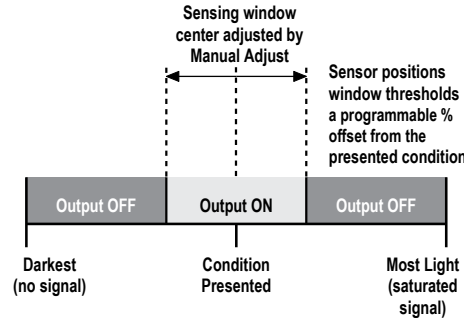 Sensing window
center adjusted by
Manual Adjust
Sensor positions
window thresholds
a programmable %
offset from the
presented condition
Output OFF
Output ON
Output OFF
Darkest
(no signal)
Condition
Presented
Most Light
(saturated
signal)